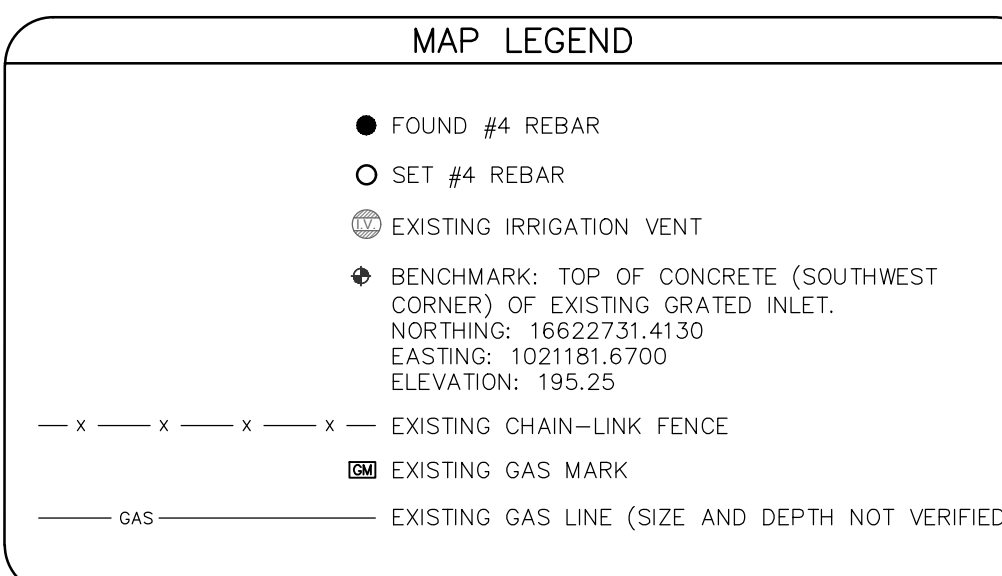 MAP LEGEND
FOUND #4 REBAR
SET #4 REBAR
I.V. EXISTING IRRIGATION VENT
BENCHMARK: TOP OF CONCRETE (SOUTHWEST
CORNER) OF EXISTING GRATED INLET.
NORTHING: 16622731.4130
EASTING: 1021181.6700
ELEVATION: 195.25
X X X X EXISTING CHAIN-LINK FENCE
GM EXISTING GAS MARK
GAS EXISTING GAS LINE (SIZE AND DEPTH NOT VERIFIED